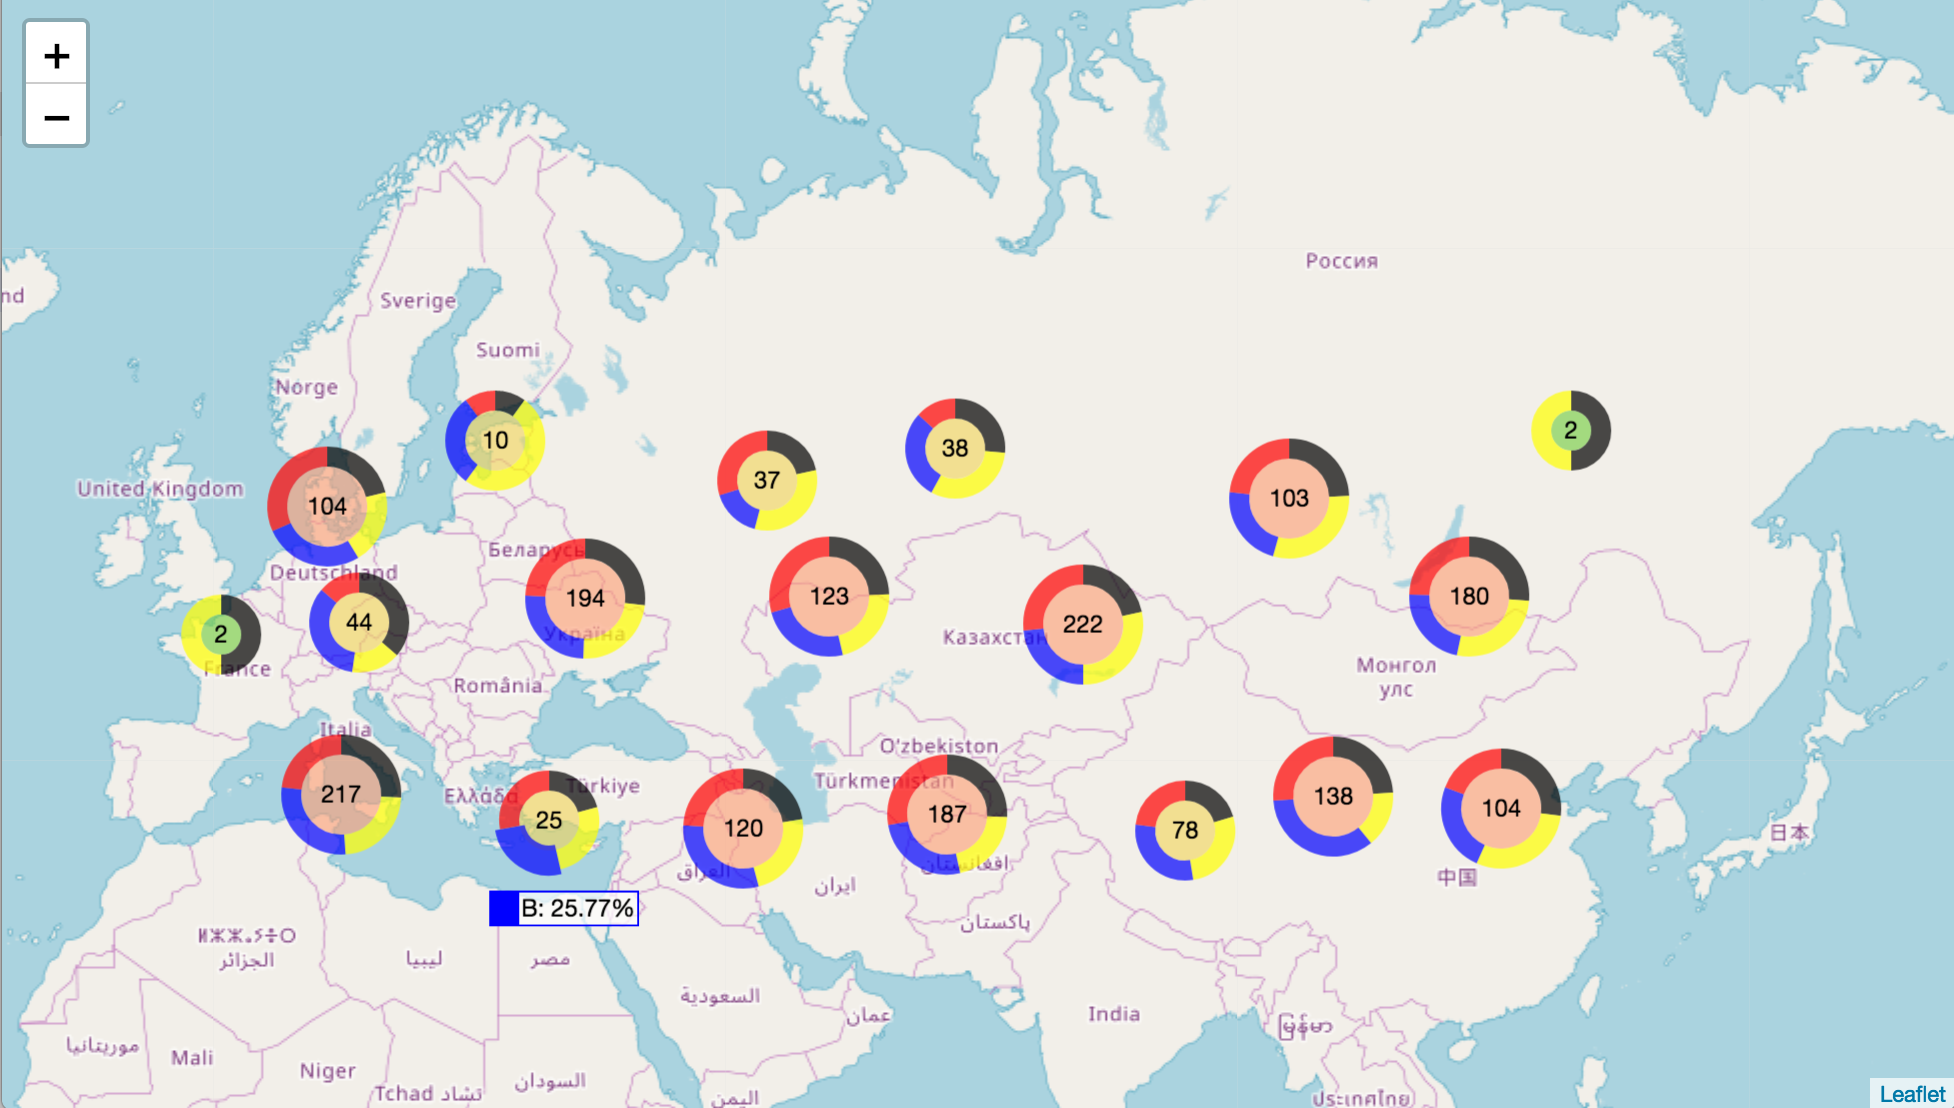 +
−
Россия
nd
Sverige
Suomi
Norge
10
2
38
37
United Kingdom
104
103
Беларусь
Deutschland
194
123
180
44
222
2
Україна
Казахстан
France
Монгол
улс
România
Italia
O'zbekiston
Türkmenistan
Türkiye
Ελλάδα
217
25
120
187
78
138
104
日本
العراق
افغانستان
ایران
中国
B: 25.77%
پاکستان
ⵍⵣⵣⴰⵢⴻⵔ
الجزائر
ليبيا
مصر
السعودية
عمان
India
မြန်မာ
موريتانيا
Mali
Niger
Tchad تشاد
السودان
اليمن
ประเทศไทย
Leaflet